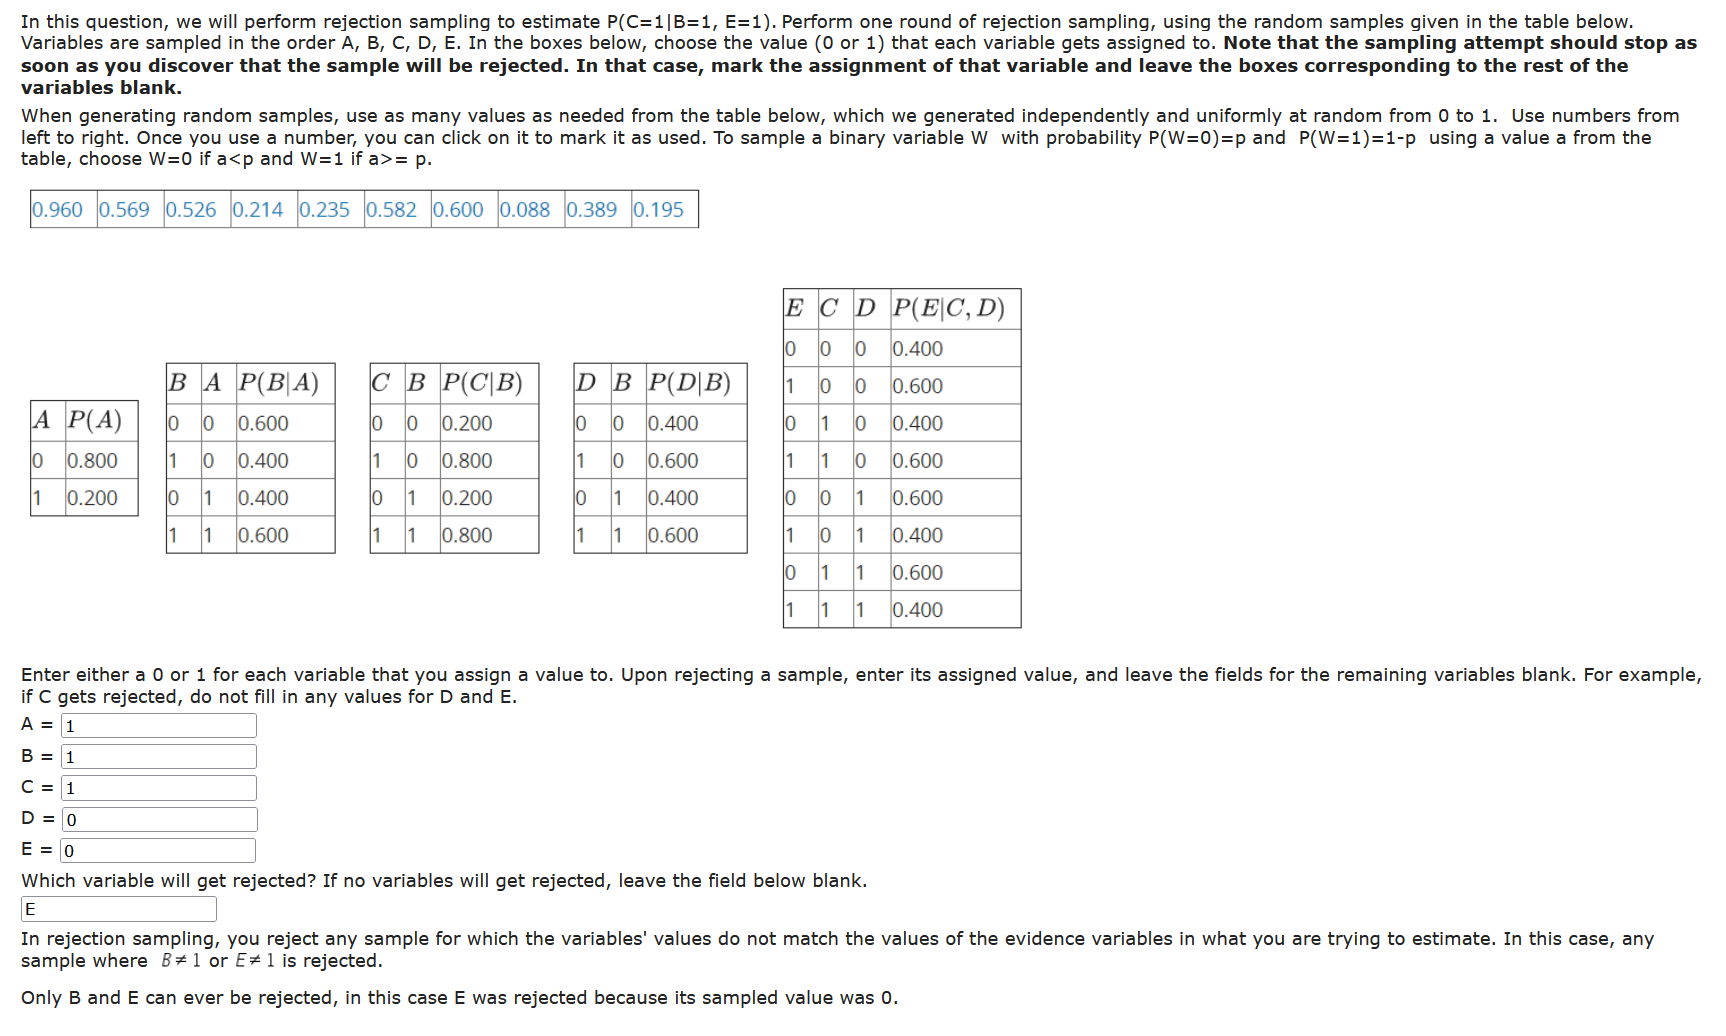 In this question, we will perform rejection sampling to estimate P(C=1|B=1, E=1). Perform one round of rejection sampling, using the random samples given in the table below.
Variables are sampled in the order A, B, C, D, E. In the boxes below, choose the value (0 or 1) that each variable gets assigned to. Note that the sampling attempt should stop as
soon as you discover that the sample will be rejected. In that case, mark the assignment of that variable and leave the boxes corresponding to the rest of the
variables blank.
When generating random samples, use as many values as needed from the table below, which we generated independently and uniformly at random from 0 to 1.  Use numbers from
left to right. Once you use a number, you can click on it to mark it as used. To sample a binary variable W  with probability P(W=0)=p and  P(W=1)=1-p  using a value a from the
table, choose W=0 if a<p and W=1 if a>= p.
0.960 0.569 0.526 0.214 0.235 0.582 0.600 0.088 0.389 0.195
A P(A)
0 0.800
1 0.200
B A P(B|A)
0 0 0.600
1 0 0.400
0 1 0.400
1 1 0.600
C B P(C|B)
0 0 0.200
1 0 0.800
0 1 0.200
1 1 0.800
D B P(D|B)
0 0 0.400
1 0 0.600
0 1 0.400
1 1 0.600
E C D P(E|C, D)
0 0 0 0.400
1 0 0 0.600
0 1 0 0.400
1 1 0 0.600
0 0 1 0.600
1 0 1 0.400
0 1 1 0.600
1 1 1 0.400
Enter either a 0 or 1 for each variable that you assign a value to. Upon rejecting a sample, enter its assigned value, and leave the fields for the remaining variables blank. For example,
if C gets rejected, do not fill in any values for D and E.
A = 1
B = 1
C = 1
D = 0
E = 0
Which variable will get rejected? If no variables will get rejected, leave the field below blank.
E
In rejection sampling, you reject any sample for which the variables' values do not match the values of the evidence variables in what you are trying to estimate. In this case, any
sample where B≠1 or E≠1 is rejected.
Only B and E can ever be rejected, in this case E was rejected because its sampled value was 0.